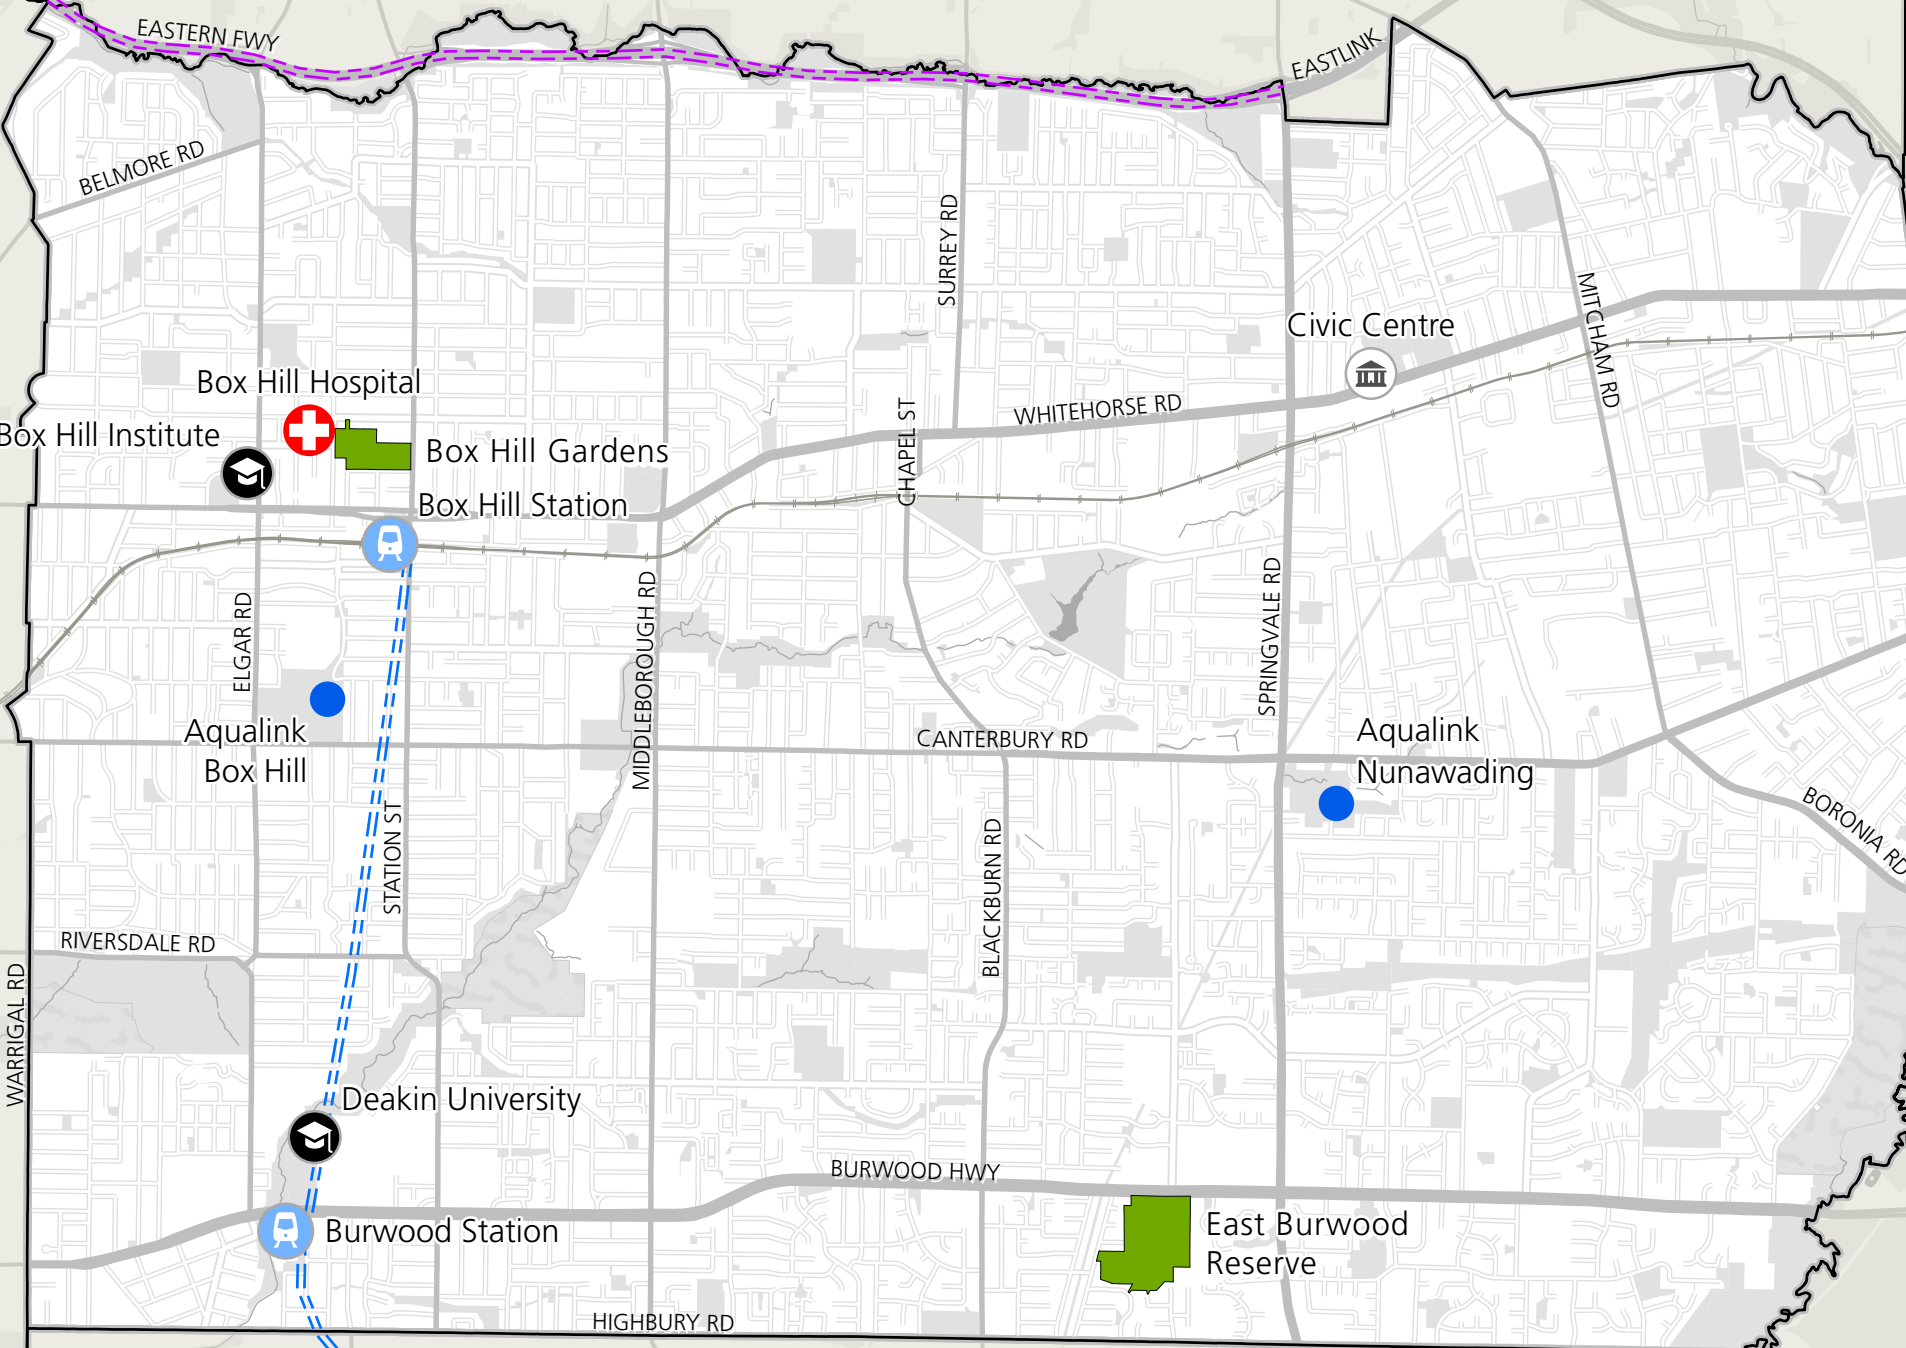 EASTERN FWY
EASTLINK
BELMORE RD
SURREY RD
MITCHAM RD
Civic Centre
Box Hill Hospital
WHITEHORSE RD
CHAPEL ST
Box Hill Institute
Box Hill Gardens
Box Hill Station
ELGAR RD
MIDDLEBOROUGH RD
SPRINGVALE RD
Aqualink
Box Hill
CANTERBURY RD
Aqualink
Nunawading
BORONIA RD
STATION ST
BLACKBURN RD
RIVERSDALE RD
WARRIGAL RD
Deakin University
BURWOOD HWY
Burwood Station
East Burwood
Reserve
HIGHBURY RD